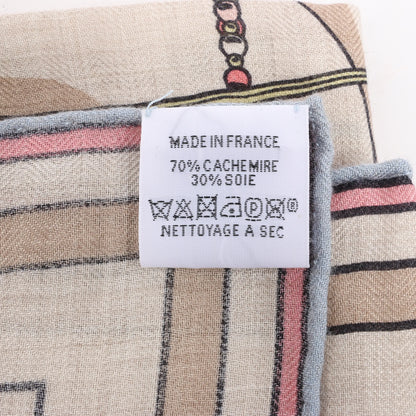 MADE IN FRANCE
70% CACHEMIRE
30% SOIE
NETTOYAGE A SEC